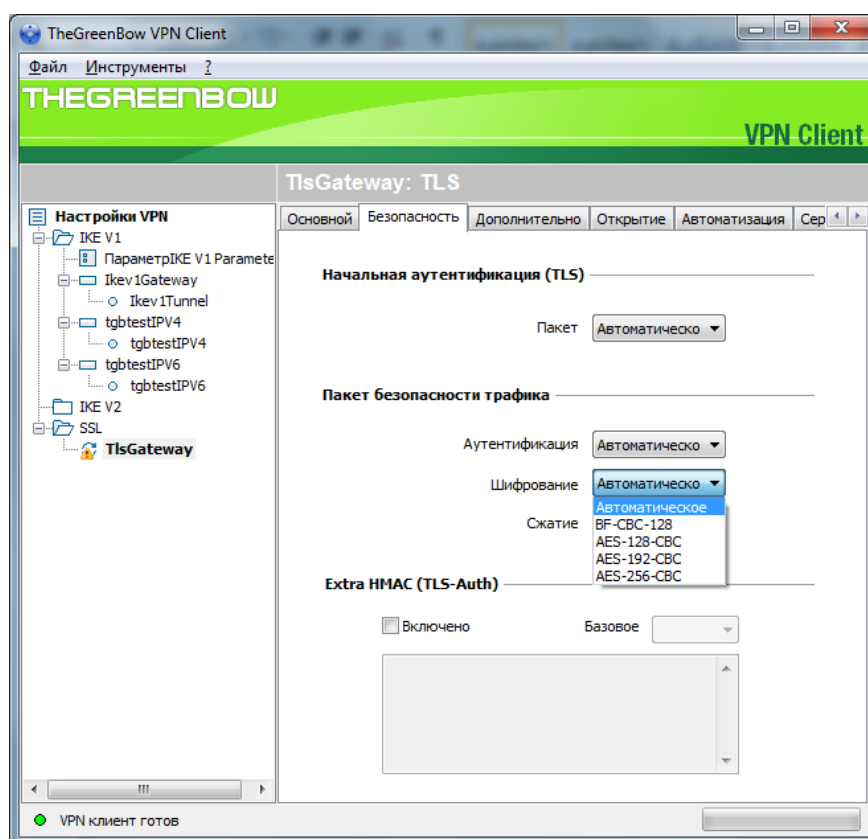 TheGreenBow VPN Client
Файл Инструменты ?
THEGREENBOW
VPN Client
TlsGateway: TLS
Настройки VPN
IKE V1
ПараметрIKE V1 Paramete
Ikev1Gateway
Ikev1Tunnel
tgbtestIPV4
tgbtestIPV4
tgbtestIPV6
tgbtestIPV6
IKE V2
SSL
TlsGateway
Основной Безопасность Дополнительно Открытие Автоматизация Сер
Начальная аутентификация (TLS)
Пакет Автоматическо
Пакет безопасности трафика
Аутентификация Автоматическо
Шифрование Автоматическо
Автоматическое
BF-CBC-128
AES-128-CBC
AES-192-CBC
AES-256-CBC
Сжатие
Extra HMAC (TLS-Auth)
Включено Базовое
VPN клиент готов